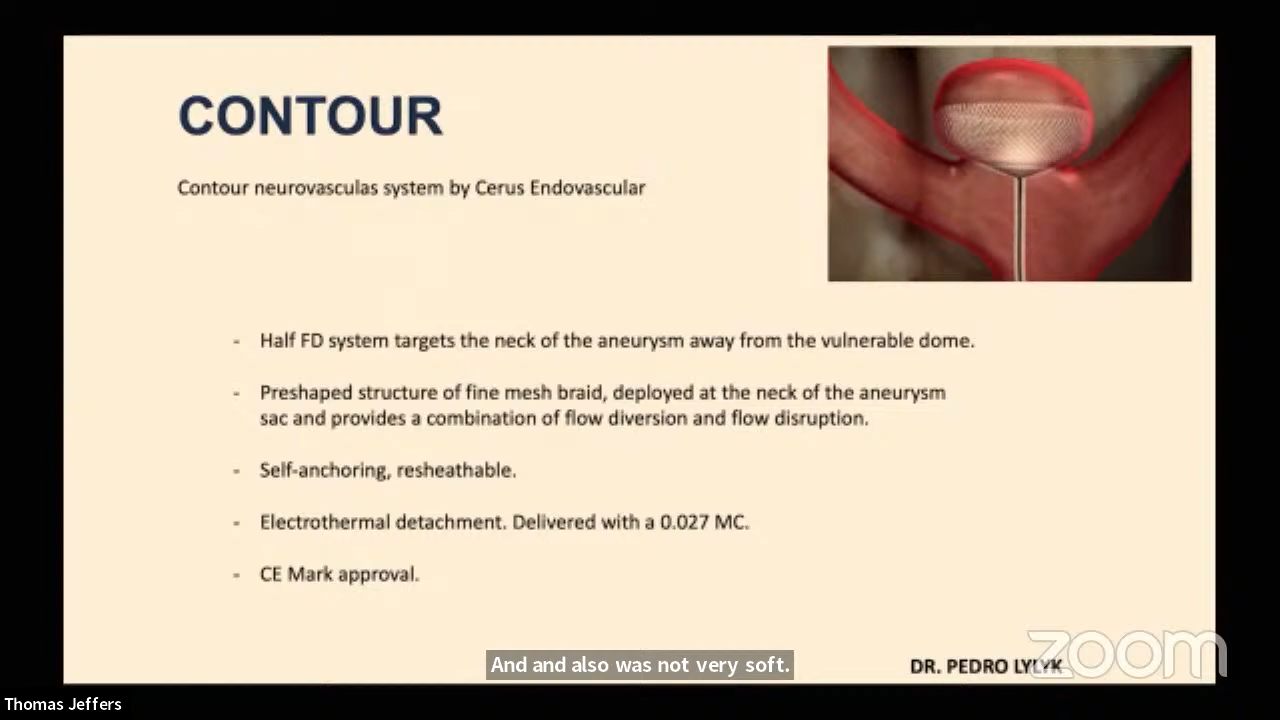 CONTOUR
Contour neurovasculas system by Cerus Endovascular
- Half FD system targets the neck of the aneurysm away from the vulnerable dome.
- Preshaped structure of fine mesh braid, deployed at the neck of the aneurysm
sac and provides a combination of flow diversion and flow disruption.
- Self-anchoring, resheathable.
- Electrothermal detachment. Delivered with a 0.027 MC.
- CE Mark approval.
And and also was not very soft.
DR. PEDRO LYLYK
zoom
Thomas Jeffers